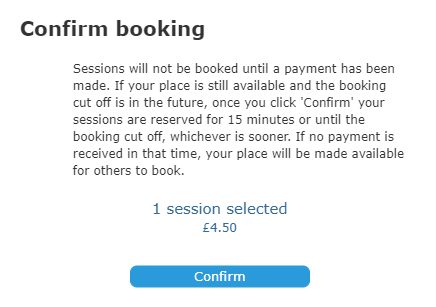 Confirm booking
Sessions will not be booked until a payment has been
made. If your place is still available and the booking
cut off is in the future, once you click 'Confirm' your
sessions are reserved for 15 minutes or until the
booking cut off, whichever is sooner. If no payment is
received in that time, your place will be made available
for others to book.
1 session selected
£4.50
Confirm